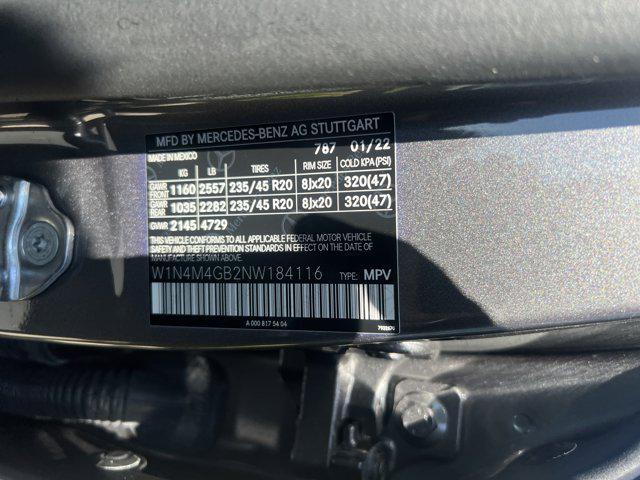 MFD BY MERCEDES-BENZ AG STUTTGART
MADE IN MEXICO 787 01/22
KG LB TIRES RIM SIZE COLD KPA(PSI)
GAWR FRONT 1160 2557 235/45 R20 8Jx20 320(47)
GAWR REAR 1035 2282 235/45 R20 8Jx20 320(47)
GVWR 2145 4729
THIS VEHICLE CONFORMS TO ALL APPLICABLE FEDERAL MOTOR VEHICLE
SAFETY AND THEFT PREVENTION STANDARDS IN EFFECT ON THE DATE OF
MANUFACTURE SHOWN ABOVE.
W1N4M4GB2NW184116 TYPE: MPV
A 000 817 54 04